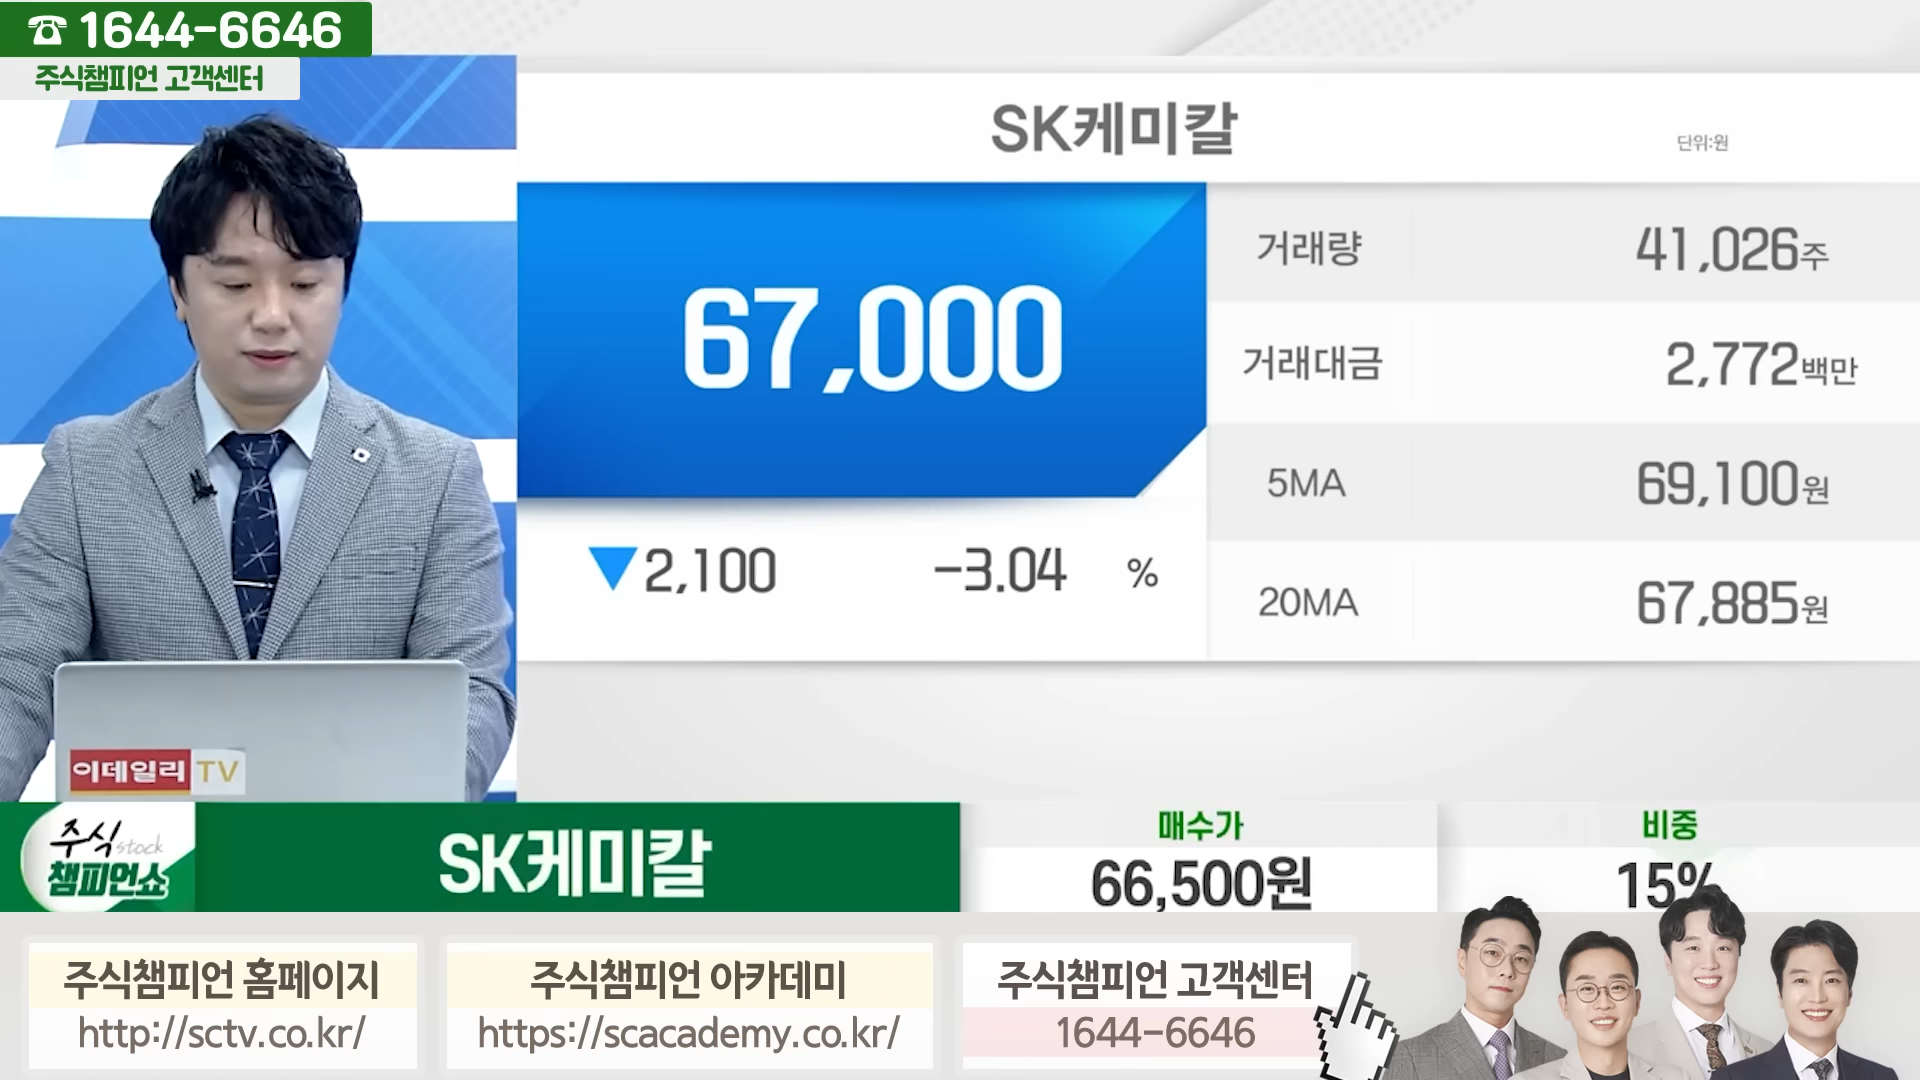 ☎ 1644-6646
주식챔피언 고객센터
SK케미칼
단위:원
67,000
▼2,100 -3.04 %
거래량 41,026주
거래대금 2,772백만
5MA 69,100원
20MA 67,885원
이데일리 TV
주식 stock
챔피언쇼
SK케미칼
매수가
66,500원
비중
15%
주식챔피언 홈페이지
http://sctv.co.kr/
주식챔피언 아카데미
https://scacademy.co.kr/
주식챔피언 고객센터
1644-6646